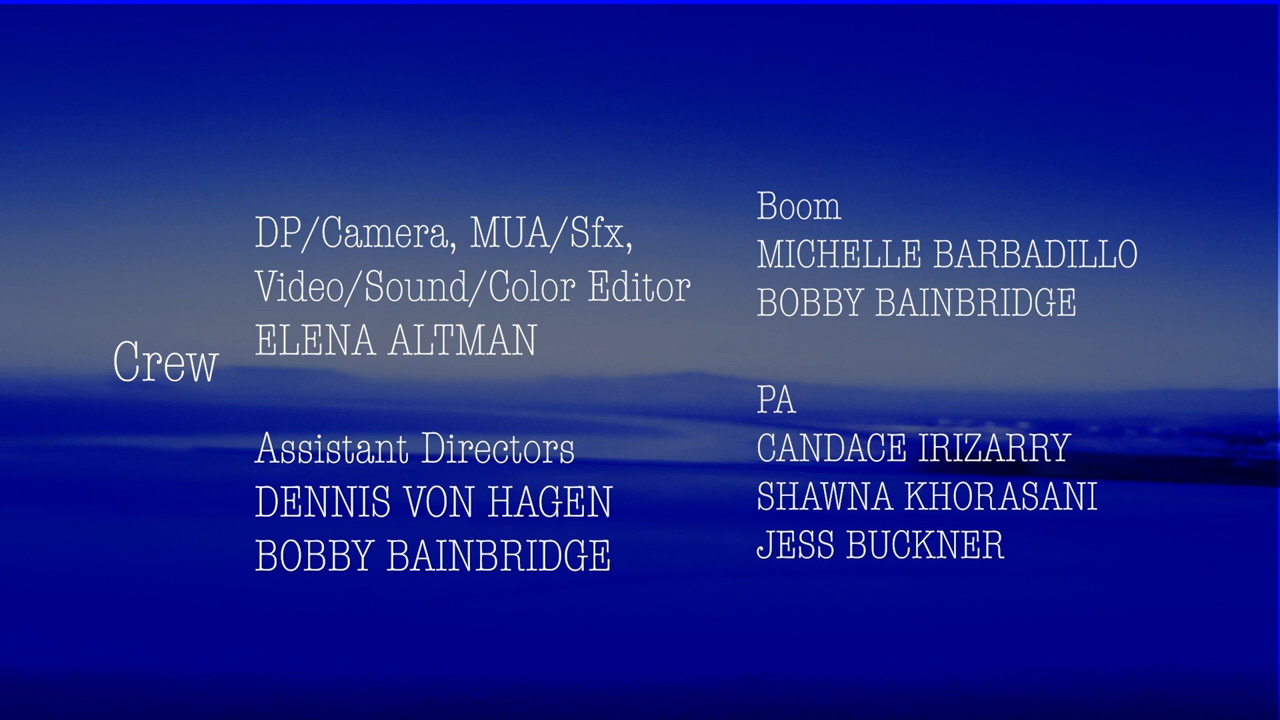 Crew
DP/Camera, MUA/Sfx,
Video/Sound/Color Editor
ELENA ALTMAN
Assistant Directors
DENNIS VON HAGEN
BOBBY BAINBRIDGE
Boom
MICHELLE BARBADILLO
BOBBY BAINBRIDGE
PA
CANDACE IRIZARRY
SHAWNA KHORASANI
JESS BUCKNER